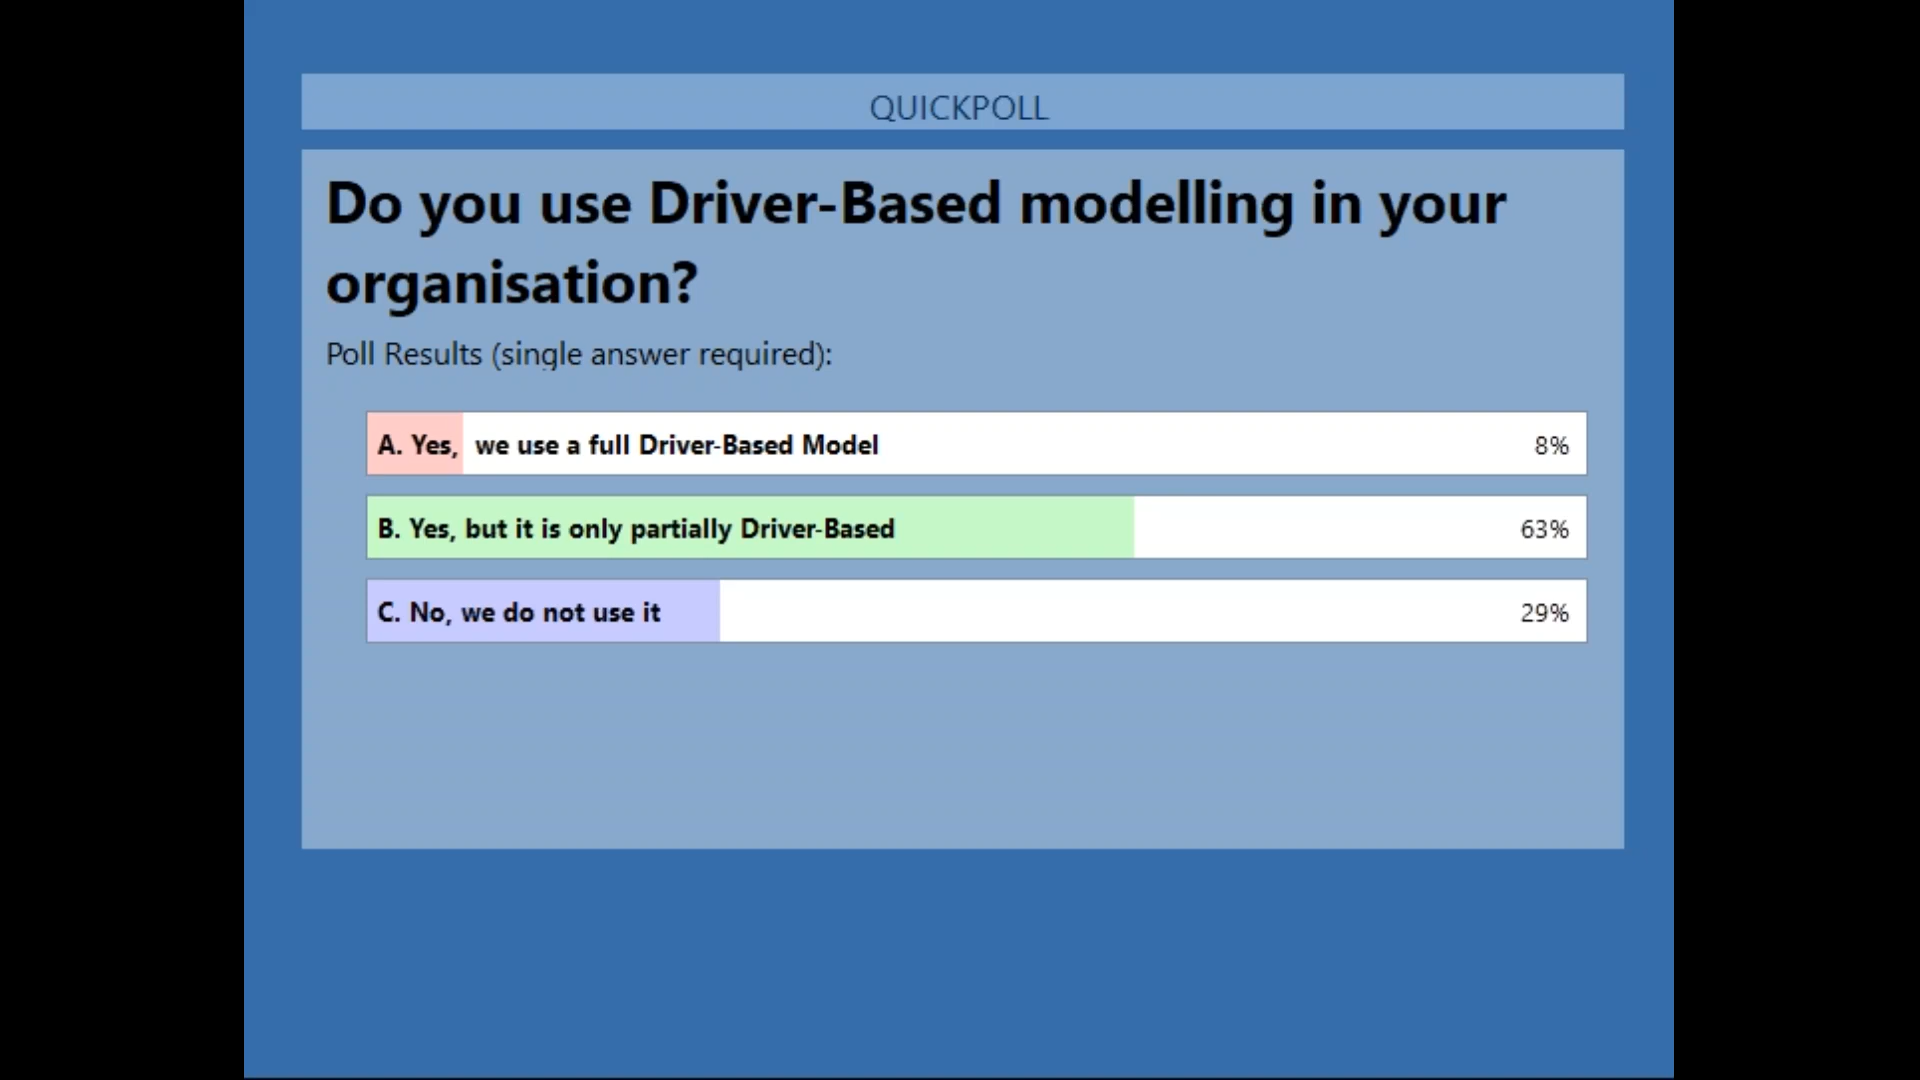 QUICKPOLL
Do you use Driver-Based modelling in your
organisation?
Poll Results (single answer required):
A. Yes, we use a full Driver-Based Model 8%
B. Yes, but it is only partially Driver-Based 63%
C. No, we do not use it 29%